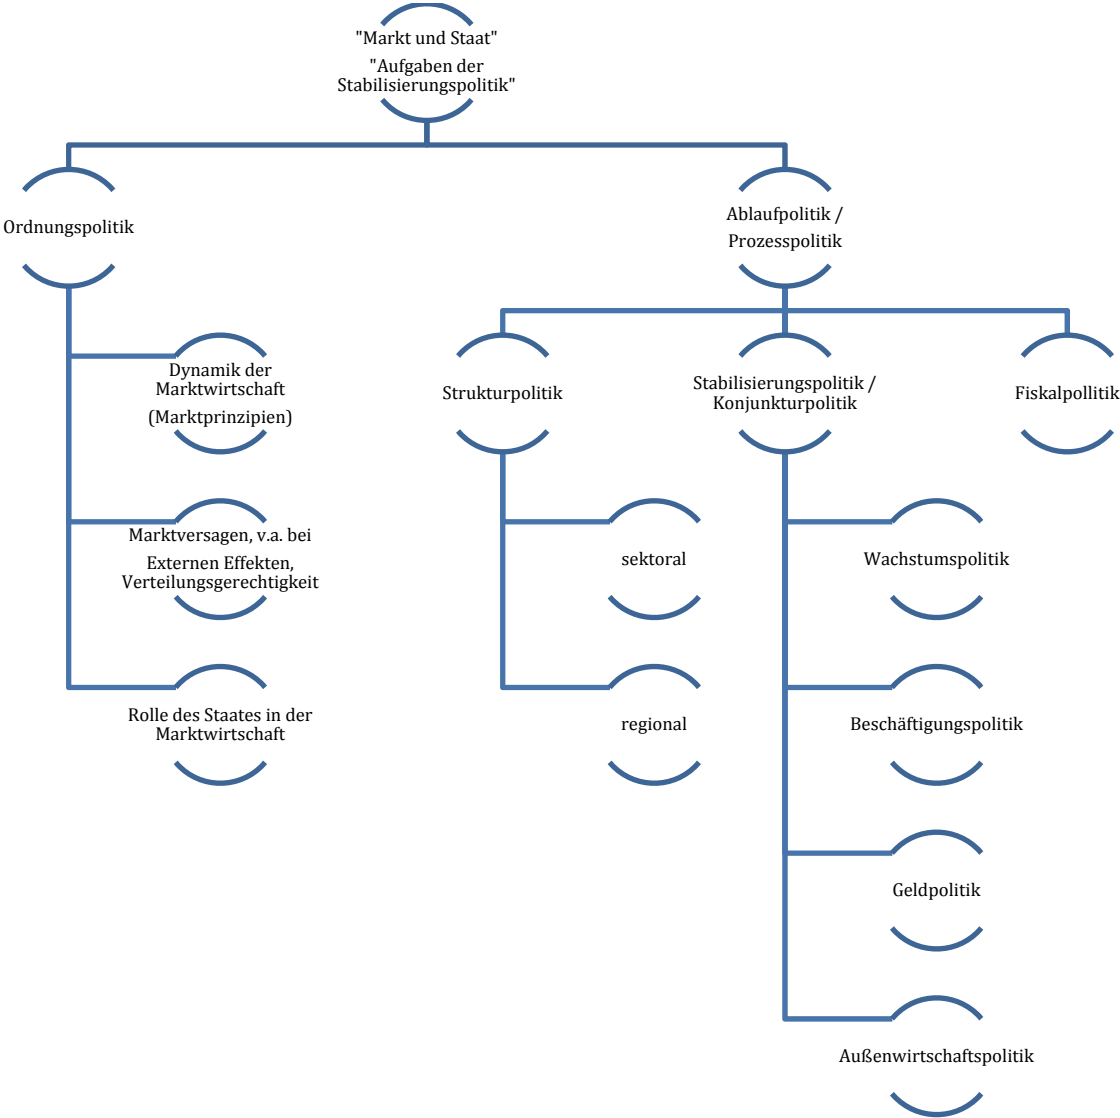 "Markt und Staat"
"Aufgaben der
Stabilisierungspolitik"
Ordnungspolitik
Dynamik der
Marktwirtschaft
(Marktprinzipien)
Marktversagen, v.a. bei
Externen Effekten,
Verteilungsgerechtigkeit
Rolle des Staates in der
Marktwirtschaft
Ablaufpolitik /
Prozesspolitik
Strukturpolitik
sektoral
regional
Stabilisierungspolitik /
Konjunkturpolitik
Wachstumspolitik
Beschäftigungspolitik
Geldpolitik
Außenwirtschaftspolitik
Fiskalpollitik